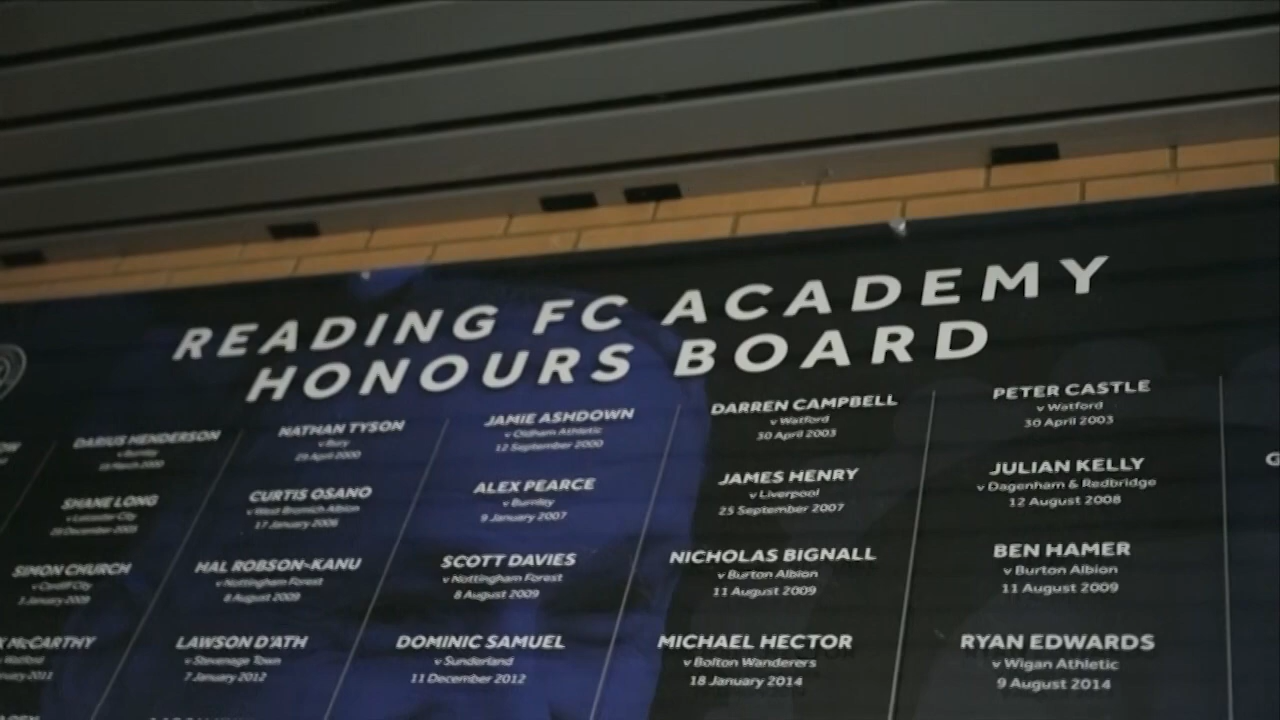 READING FC ACADEMY
HONOURS BOARD
DARIUS HENDERSON
v Burnley
NATHAN TYSON
v Bury
29 April 2000
JAMIE ASHDOWN
v Oldham Athletic
12 September 2000
DARREN CAMPBELL
v Watford
30 April 2003
PETER CASTLE
v Watford
30 April 2003
SHANE LONG
v Leicester City
CURTIS OSANO
v West Bromich Albion
17 January 2006
ALEX PEARCE
v Burnley
9 January 2007
JAMES HENRY
v Liverpool
25 September 2007
JULIAN KELLY
v Dagenham & Redbridge
12 August 2008
SIMON CHURCH
v Cardiff City
HAL ROBSON-KANU
v Nottingham Forest
8 August 2009
SCOTT DAVIES
v Nottingham Forest
8 August 2009
NICHOLAS BIGNALL
v Burton Albion
11 August 2009
BEN HAMER
v Burton Albion
11 August 2009
McCARTHY
LAWSON D'ATH
v Stevenage Town
7 January 2012
DOMINIC SAMUEL
v Sunderland
11 December 2012
MICHAEL HECTOR
v Bolton Wanderers
18 January 2014
RYAN EDWARDS
v Wigan Athletic
9 August 2014